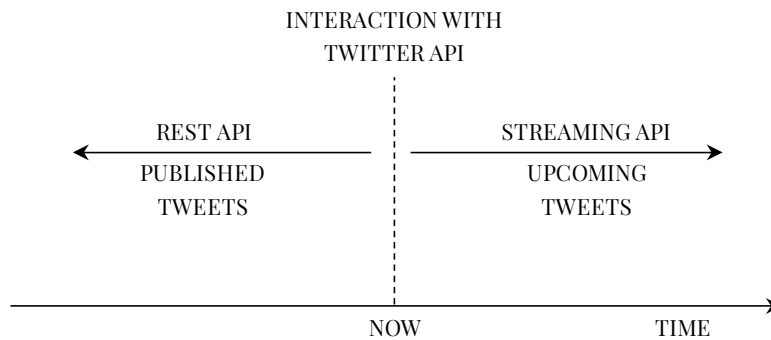 INTERACTION WITH
TWITTER API
REST API
PUBLISHED
TWEETS
STREAMING API
UPCOMING
TWEETS
NOW
TIME